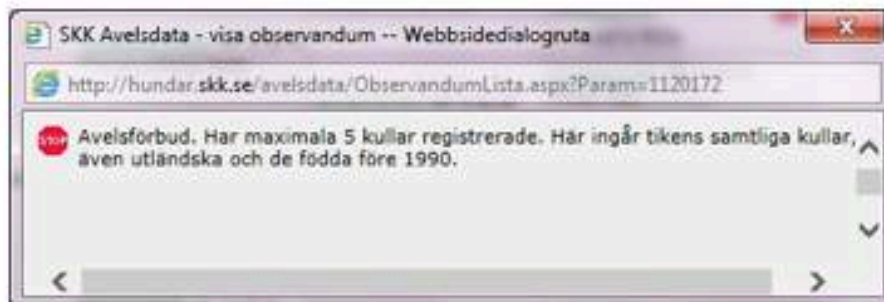 SKK Avelsdata - visa observandum -- Webbsidedialogruta
http://hundar.skk.se/avelsdata/ObservandumLista.aspx?Param=1120172
STOP Avelsförbud. Har maximala 5 kullar registrerade. Här ingår tikens samtliga kullar,
även utländska och de födda före 1990.